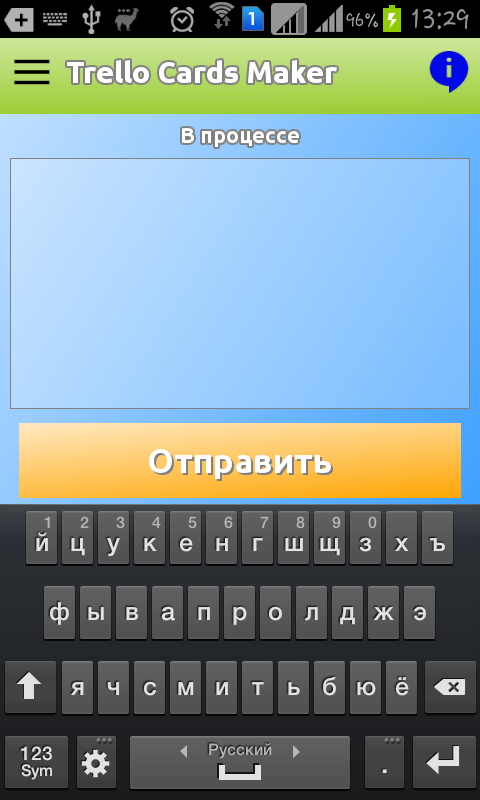 1 96% 13:29
Trello Cards Maker i
В процессе
Отправить
1 2 3 4 5 6 7 8 9 0
й ц у к е н г ш щ з х ъ
ф ы в а п р о л д ж э
я ч с м и т ь б ю ё
123 Русский .
Sym